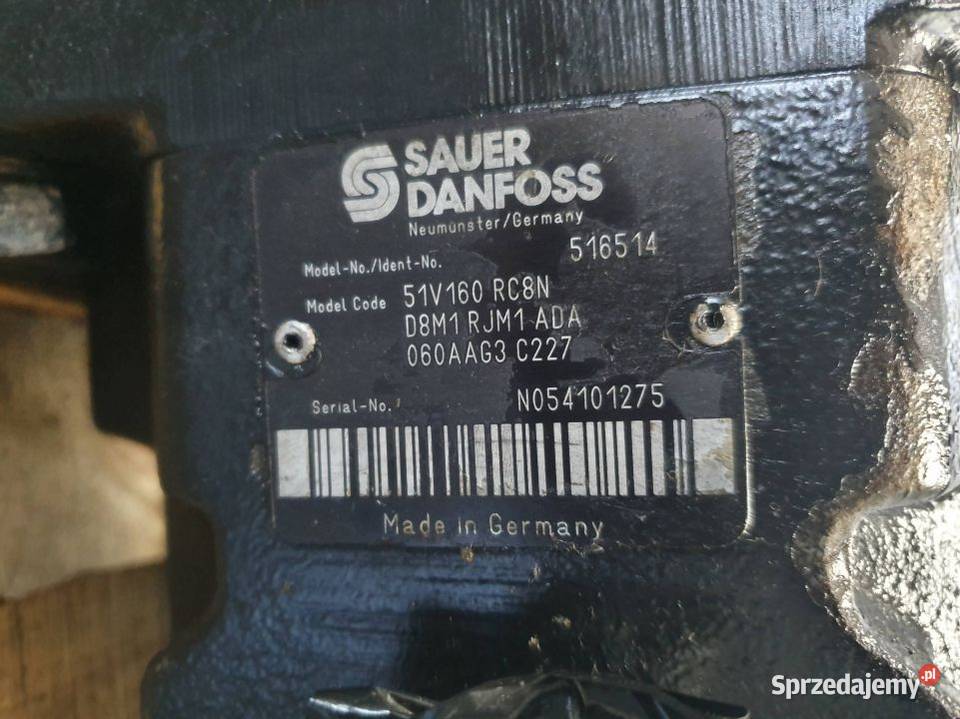 SAUER
DANFOSS
Neumünster/Germany
Model-No./Ident-No. 516514
Model Code 51V160 RC8N
D8M1 RJM1 ADA
060AAG3 C227
Serial-No. N054101275
Made in Germany
Sprzedajemy.pl